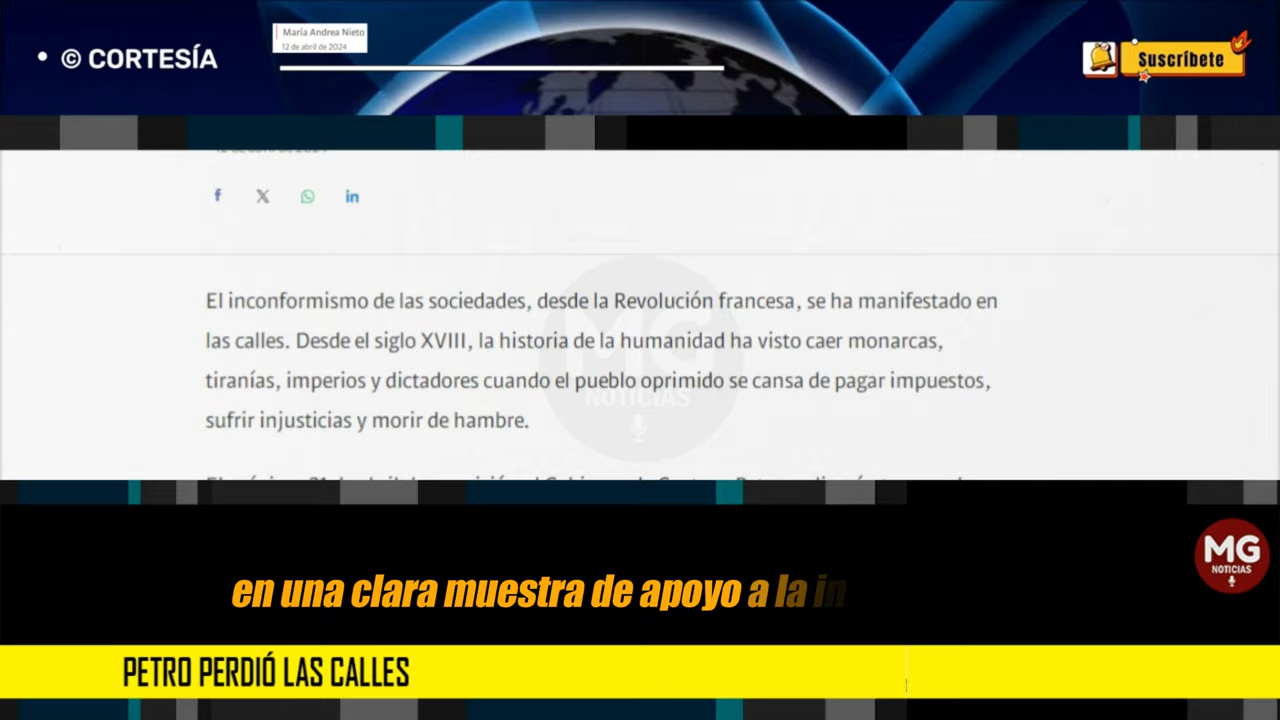 • © CORTESÍA
María Andrea Nieto
12 de abril de 2024
Suscríbete
El inconformismo de las sociedades, desde la Revolución francesa, se ha manifestado en
las calles. Desde el siglo XVIII, la historia de la humanidad ha visto caer monarcas,
tiranías, imperios y dictadores cuando el pueblo oprimido se cansa de pagar impuestos,
sufrir injusticias y morir de hambre.
MG
NOTICIAS
en una clara muestra de apoyo a la in
MG
NOTICIAS
PETRO PERDIÓ LAS CALLES